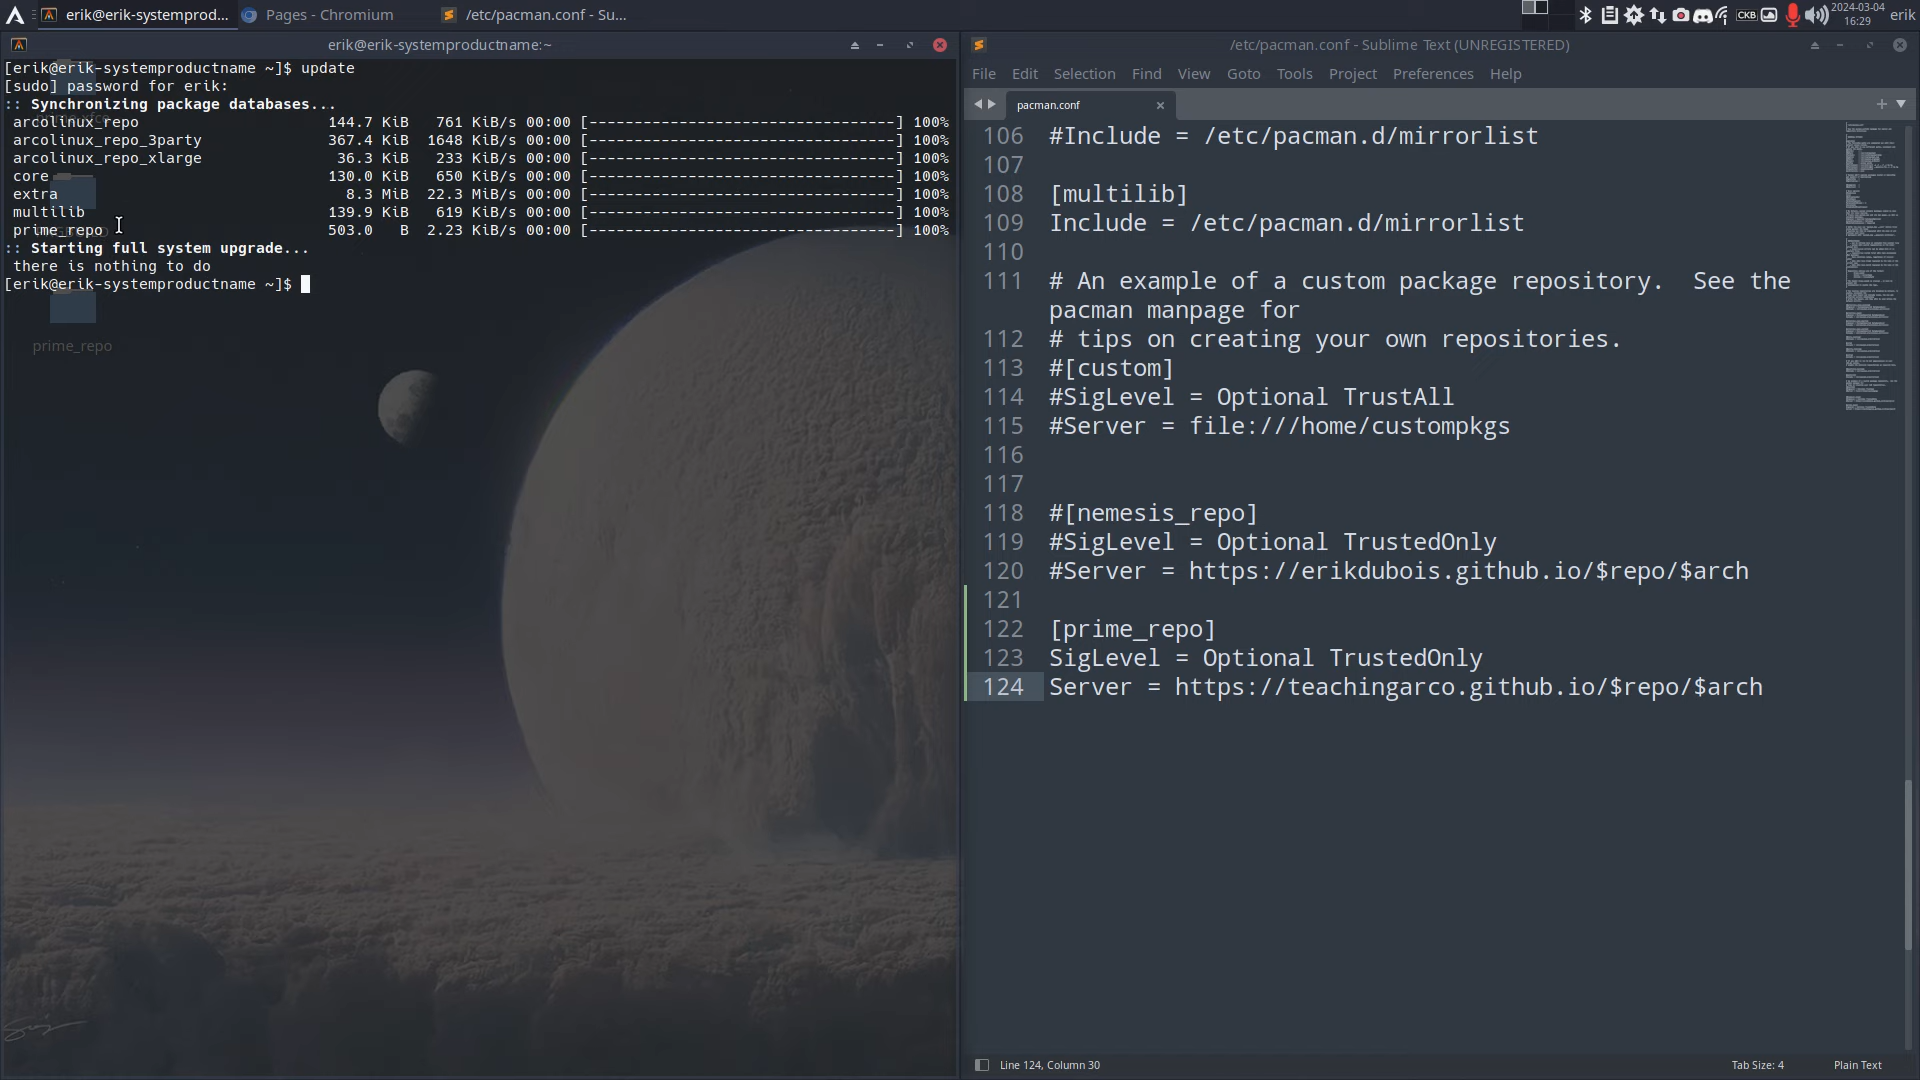 erik@erik-systemprod...
Pages - Chromium
/etc/pacman.conf - Su...
CKB
2024-03-04
16:29
erik
erik@erik-systemproductname:~
[erik@erik-systemproductname ~]$ update
[sudo] password for erik:
:: Synchronizing package databases...
arcolinux_repo 144.7 KiB 761 KiB/s 00:00 [----------------------------------] 100%
arcolinux_repo_3party 367.4 KiB 1648 KiB/s 00:00 [----------------------------------] 100%
arcolinux_repo_xlarge 36.3 KiB 233 KiB/s 00:00 [----------------------------------] 100%
core 130.0 KiB 650 KiB/s 00:00 [----------------------------------] 100%
extra 8.3 MiB 22.3 MiB/s 00:00 [----------------------------------] 100%
multilib 139.9 KiB 619 KiB/s 00:00 [----------------------------------] 100%
prime_repo 503.0 B 2.23 KiB/s 00:00 [----------------------------------] 100%
:: Starting full system upgrade...
there is nothing to do
[erik@erik-systemproductname ~]$
prime_repo
/etc/pacman.conf - Sublime Text (UNREGISTERED)
File Edit Selection Find View Goto Tools Project Preferences Help
pacman.conf
106 #Include = /etc/pacman.d/mirrorlist
107
108 [multilib]
109 Include = /etc/pacman.d/mirrorlist
110
111 # An example of a custom package repository.  See the
pacman manpage for
112 # tips on creating your own repositories.
113 #[custom]
114 #SigLevel = Optional TrustAll
115 #Server = file:///home/custompkgs
116
117
118 #[nemesis_repo]
119 #SigLevel = Optional TrustedOnly
120 #Server = https://erikdubois.github.io/$repo/$arch
121
122 [prime_repo]
123 SigLevel = Optional TrustedOnly
124 Server = https://teachingarco.github.io/$repo/$arch
Line 124, Column 30
Tab Size: 4
Plain Text